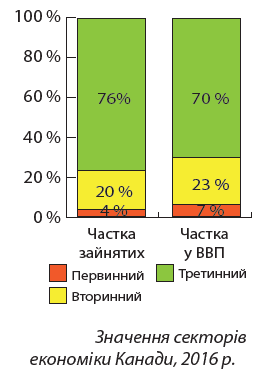 100 %
80 %
60 %
40 %
20 %
0 %
76%
20 %
4 %
70 %
23 %
7 %
Частка
зайнятих
Частка
у ВВП
Первинний
Третинний
Вторинний
Значення секторів
економіки Канади, 2016 р.